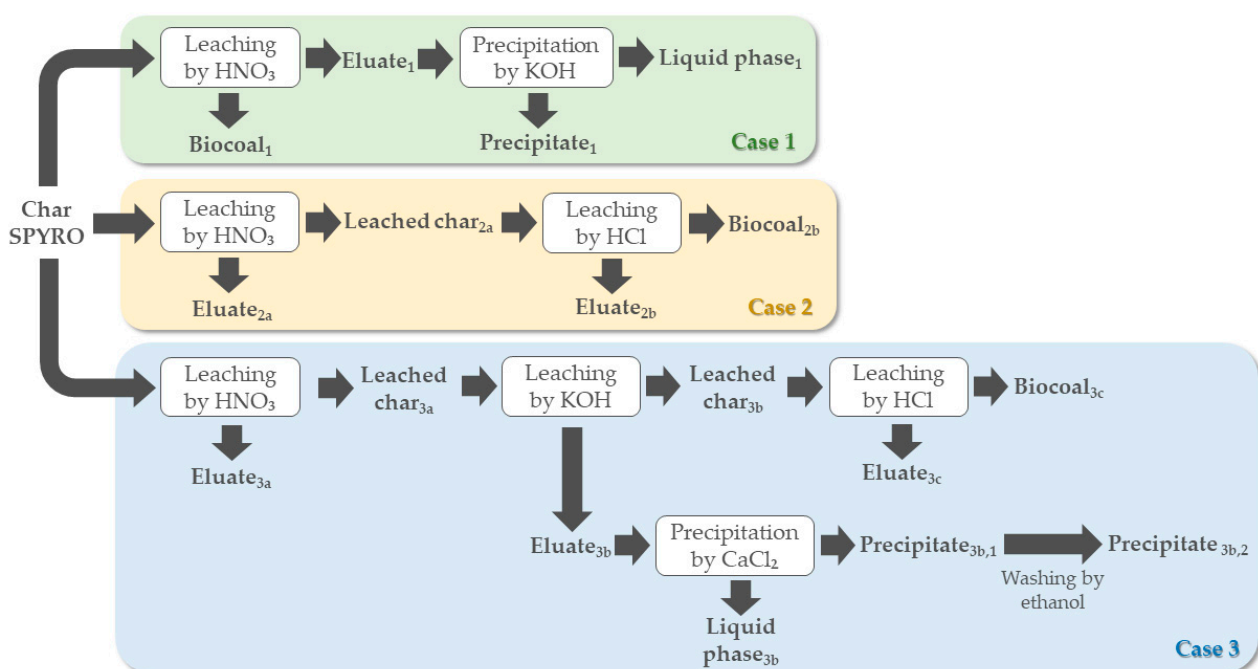 Leaching
by HNO₃
Eluate₁
Precipitation
by KOH
Liquid phase₁
Biocoal₁
Precipitate₁
Case 1
Char
SPYRO
Leaching
by HNO₃
Leached char₂ₐ
Leaching
by HCl
Biocoal₂b
Eluate₂ₐ
Eluate₂b
Case 2
Leaching
by HNO₃
Leached
char₃ₐ
Leaching
by KOH
Leached
char₃b
Leaching
by HCl
Biocoal₃c
Eluate₃ₐ
Eluate₃c
Eluate₃b
Precipitation
by CaCl₂
Precipitate₃b,₁
Washing by
ethanol
Precipitate ₃b,₂
Liquid
phase₃b
Case 3